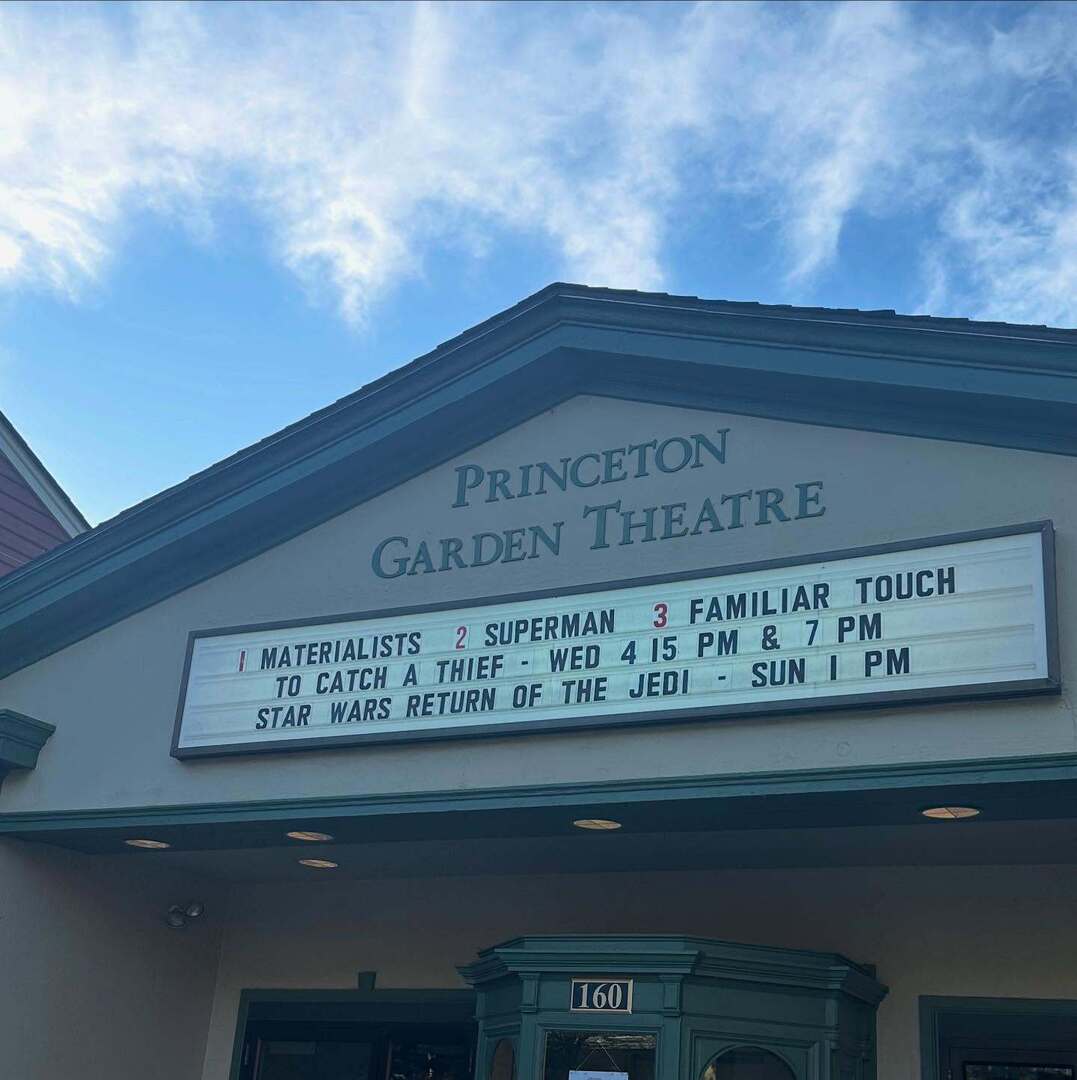 PRINCETON
GARDEN THEATRE
1 MATERIALISTS 2 SUPERMAN 3 FAMILIAR TOUCH
TO CATCH A THIEF - WED 4 15 PM & 7 PM
STAR WARS RETURN OF THE JEDI - SUN 1 PM
160